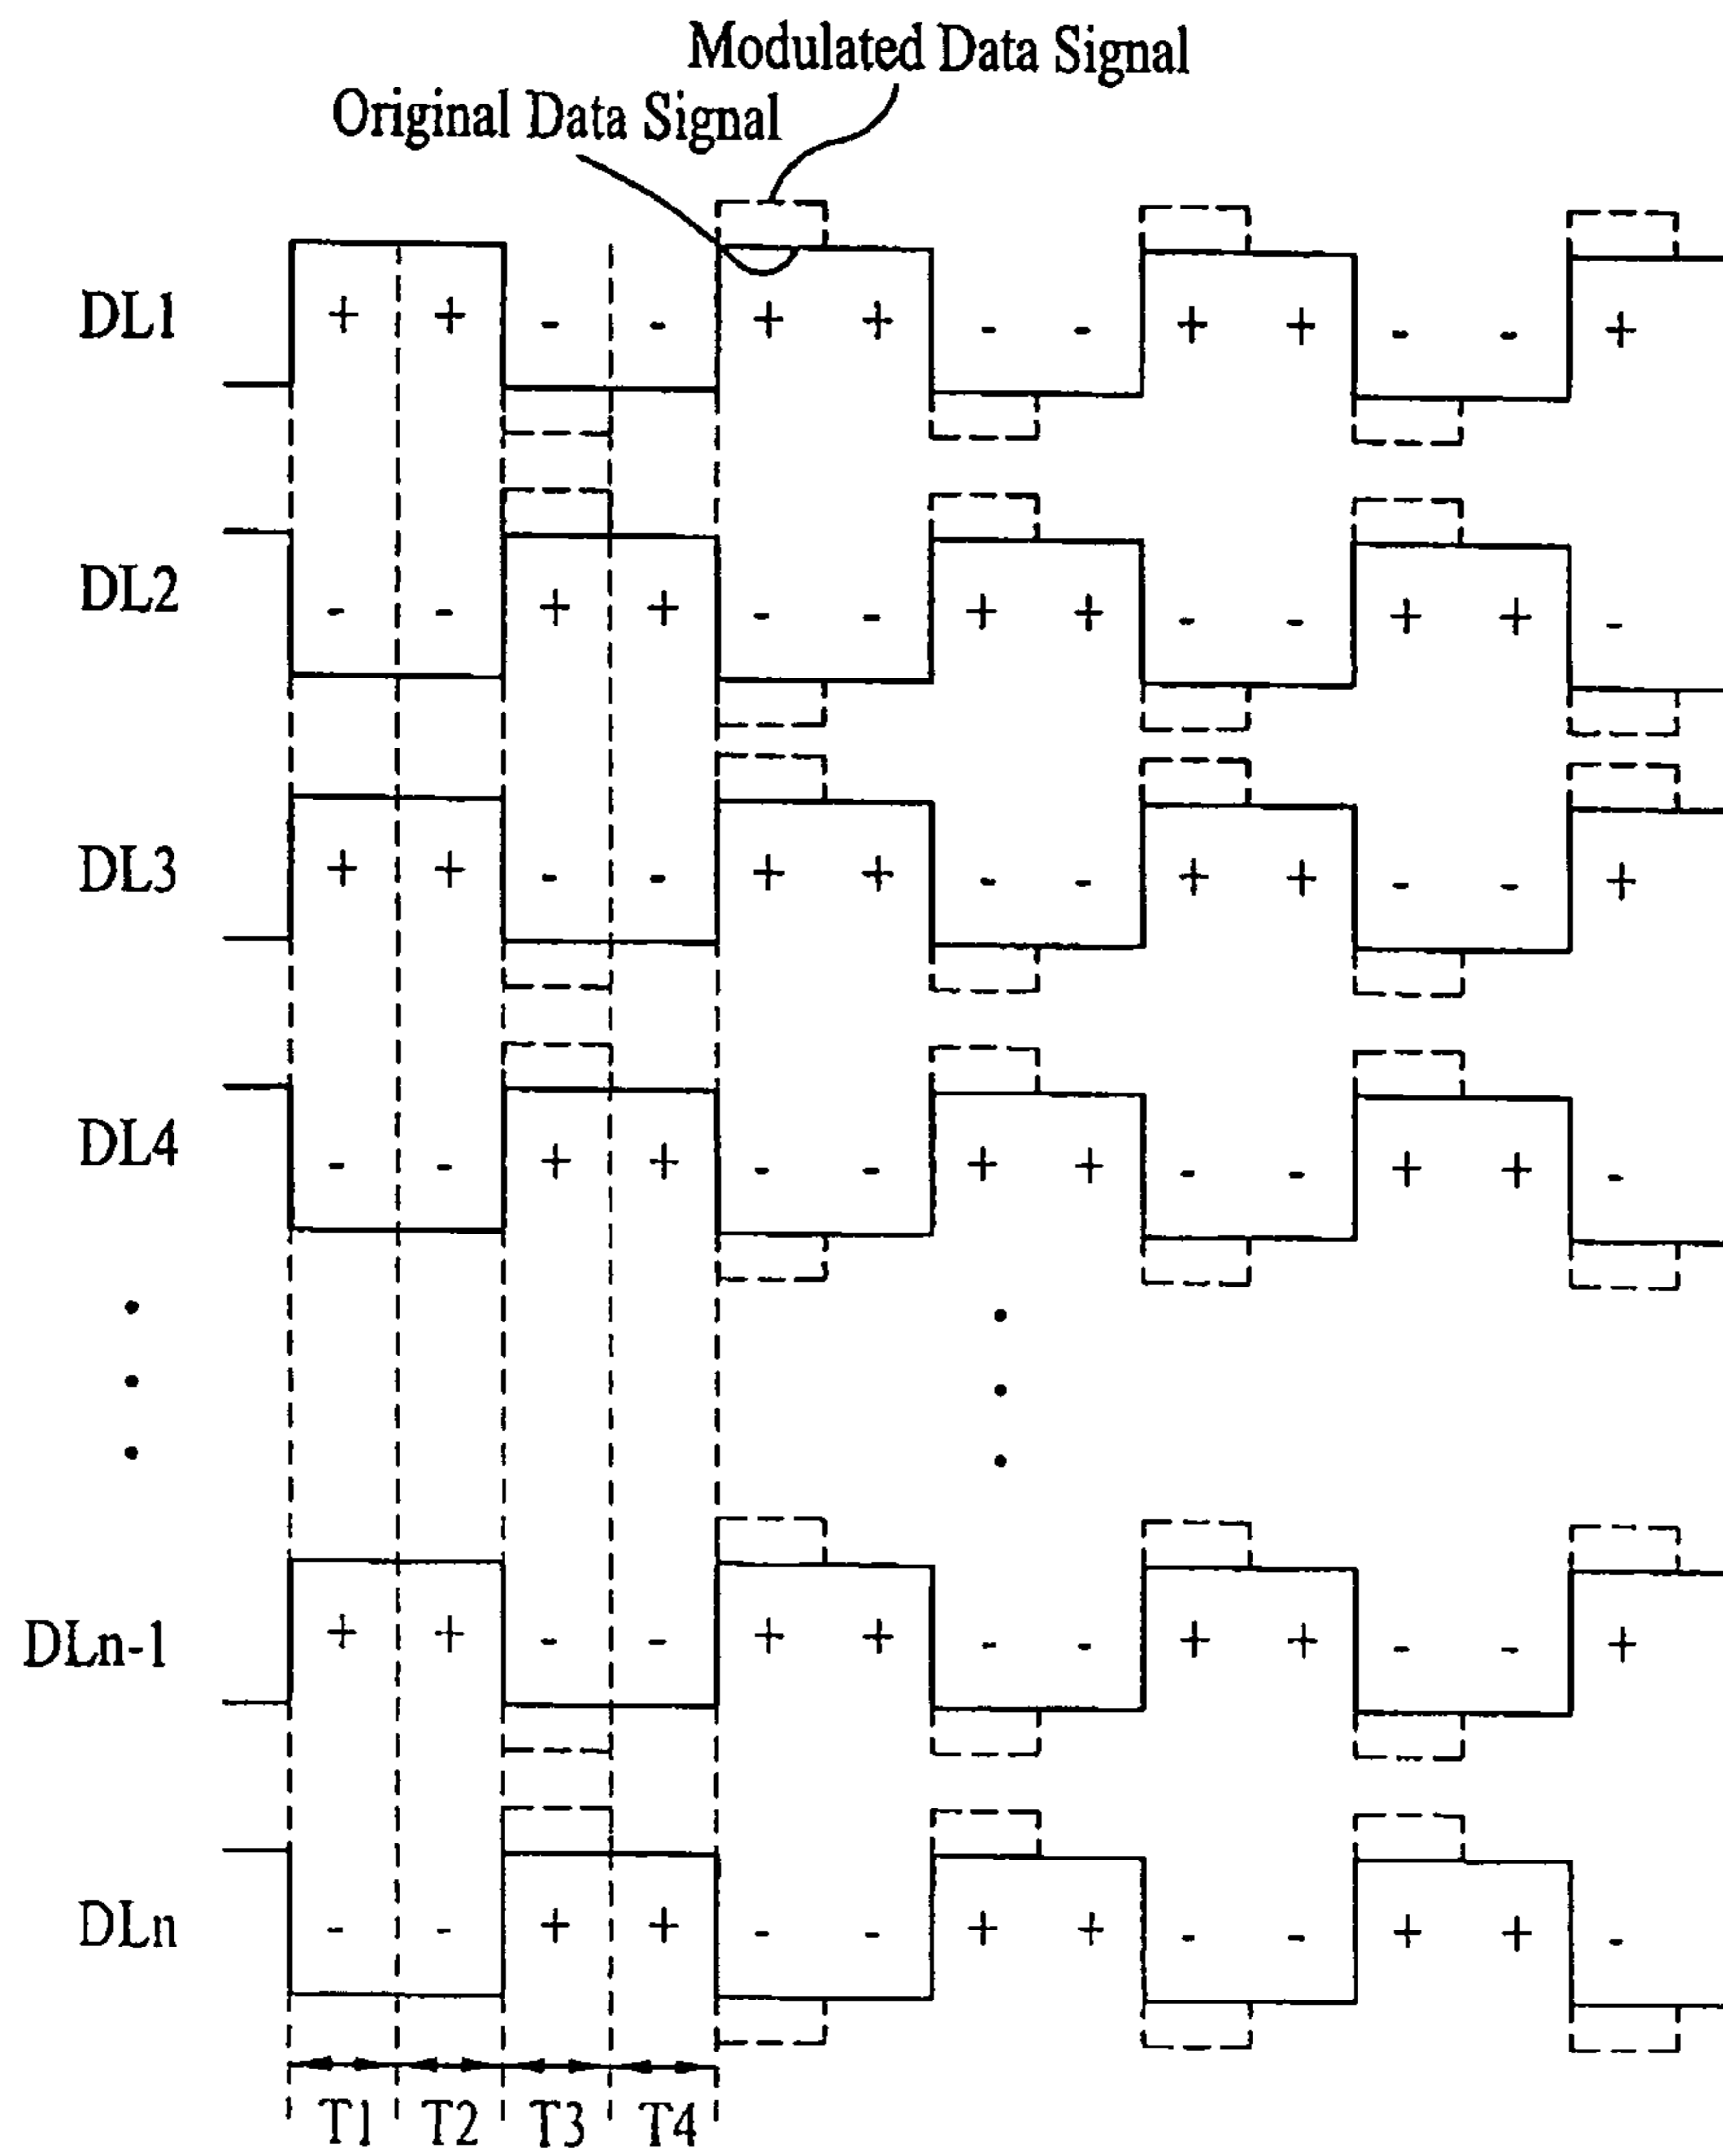 Modulated Data Signal
Original Data Signal
DL1 + + - - + + - - + + - - +
DL2 - - + + - - + + - - + + -
DL3 + + - - + + - - + + - - +
DL4 - - + + - - + + - - + + -
DLn-1 + + - - + + - - + + - - +
DLn - - + + - - + + - - + + -
T1 T2 T3 T4